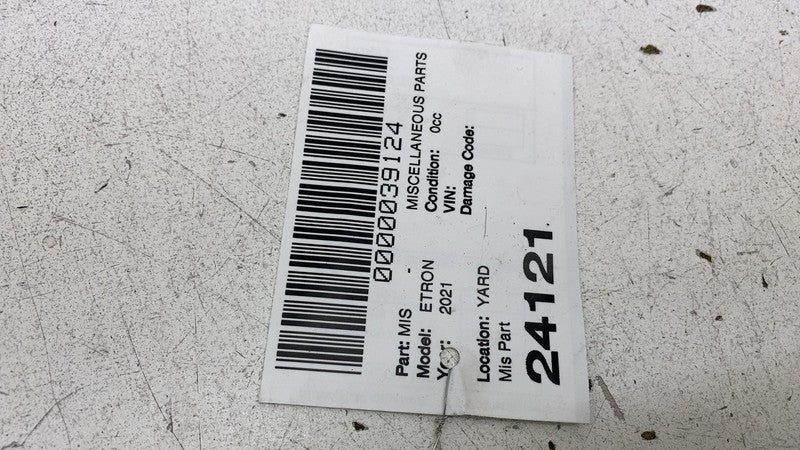 0000039124
Part: MIS - MISCELLANEOUS PARTS
Model: ETRON Condition: 0cc
Year: 2021 VIN:
Damage Code:
Location: YARD
Mis Part
24121